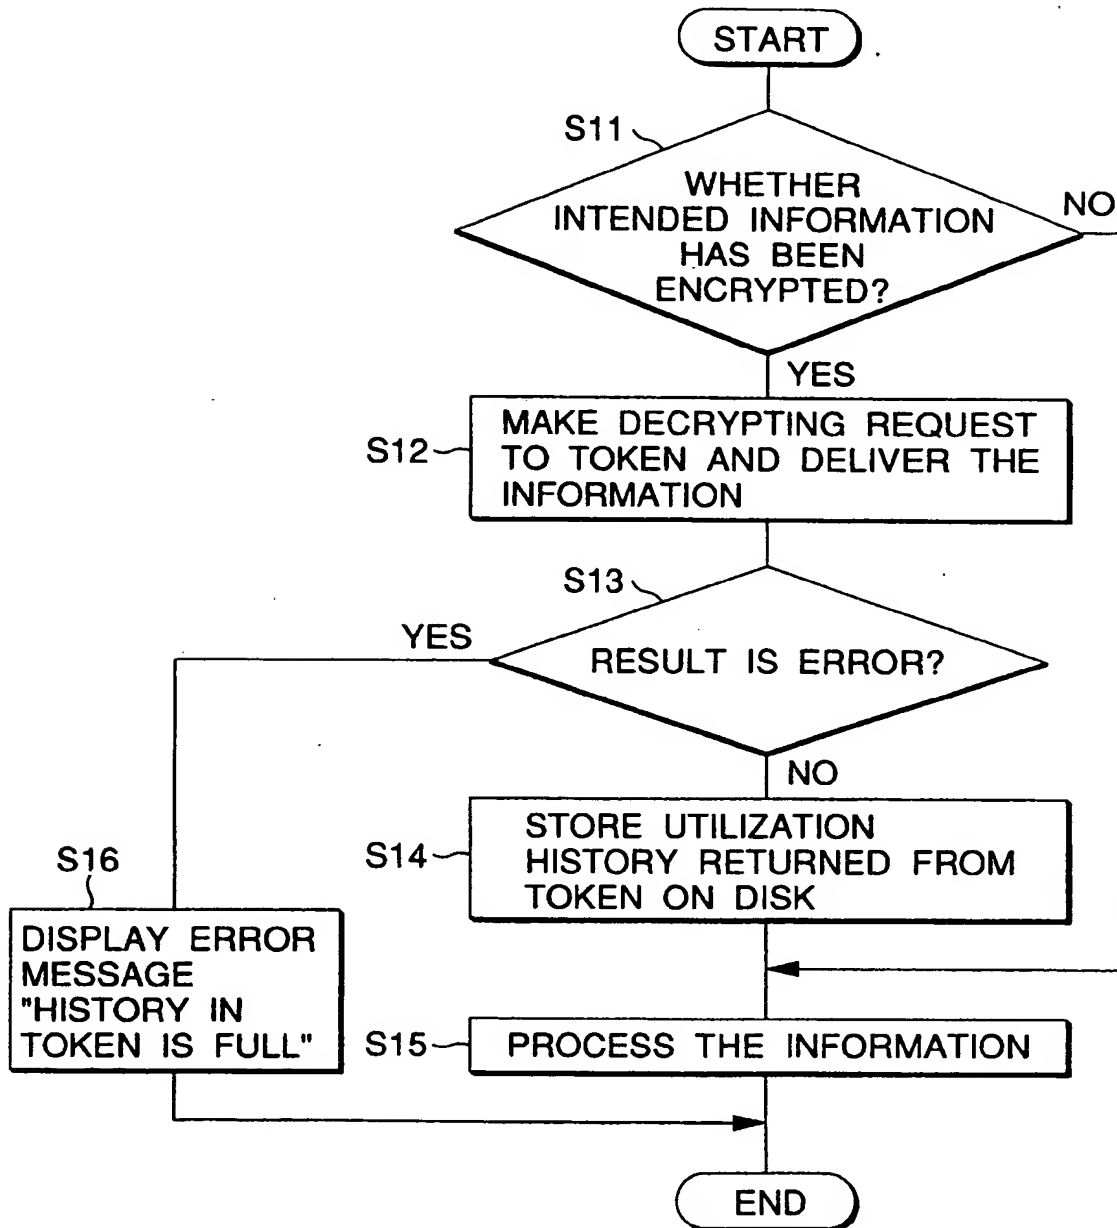 START
S11
WHETHER
INTENDED INFORMATION
HAS BEEN
ENCRYPTED?
NO
YES
S12
MAKE DECRYPTING REQUEST
TO TOKEN AND DELIVER THE
INFORMATION
S13
YES
RESULT IS ERROR?
NO
S14
STORE UTILIZATION
HISTORY RETURNED FROM
TOKEN ON DISK
S16
DISPLAY ERROR
MESSAGE
"HISTORY IN
TOKEN IS FULL"
S15
PROCESS THE INFORMATION
END